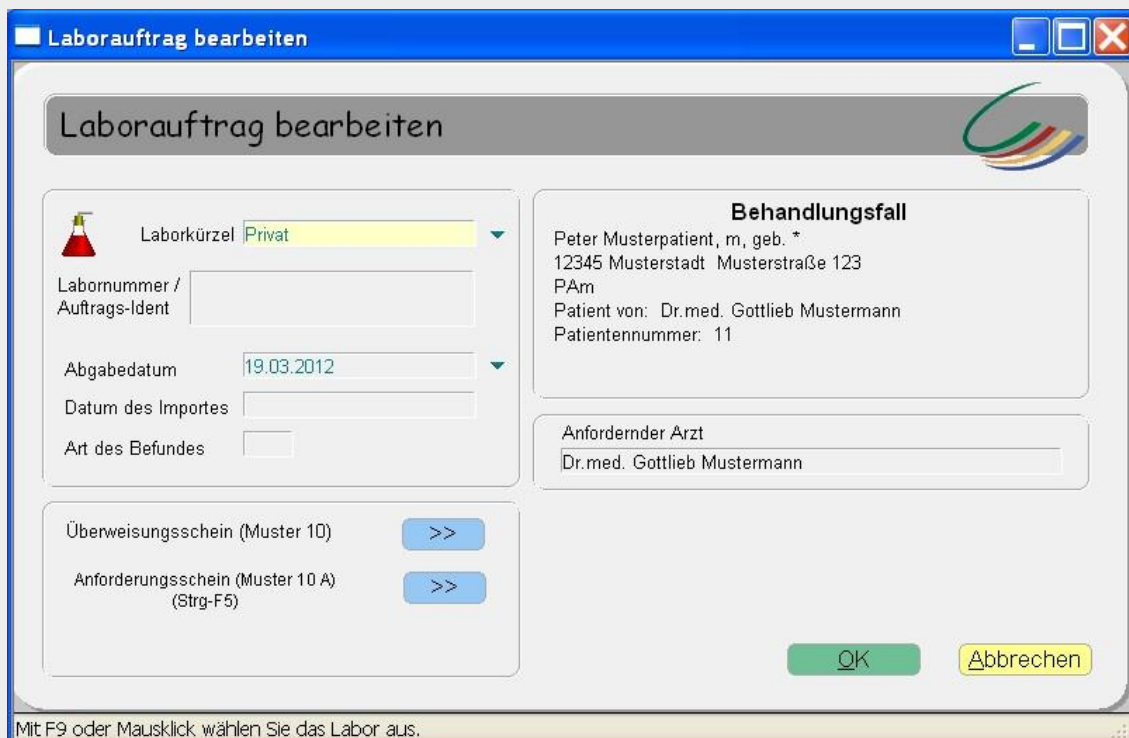 Laborauftrag bearbeiten
Laborauftrag bearbeiten
Laborkürzel Privat
Labornummer /
Auftrags-Ident
Abgabedatum 19.03.2012
Datum des Importes
Art des Befundes
Behandlungsfall
Peter Musterpatient, m, geb. *
12345 Musterstadt Musterstraße 123
PAm
Patient von: Dr.med. Gottlieb Mustermann
Patientennummer: 11
Anfordernder Arzt
Dr.med. Gottlieb Mustermann
Überweisungsschein (Muster 10) >>
Anforderungsschein (Muster 10 A) >>
(Strg-F5)
OK Abbrechen
Mit F9 oder Mausklick wählen Sie das Labor aus.